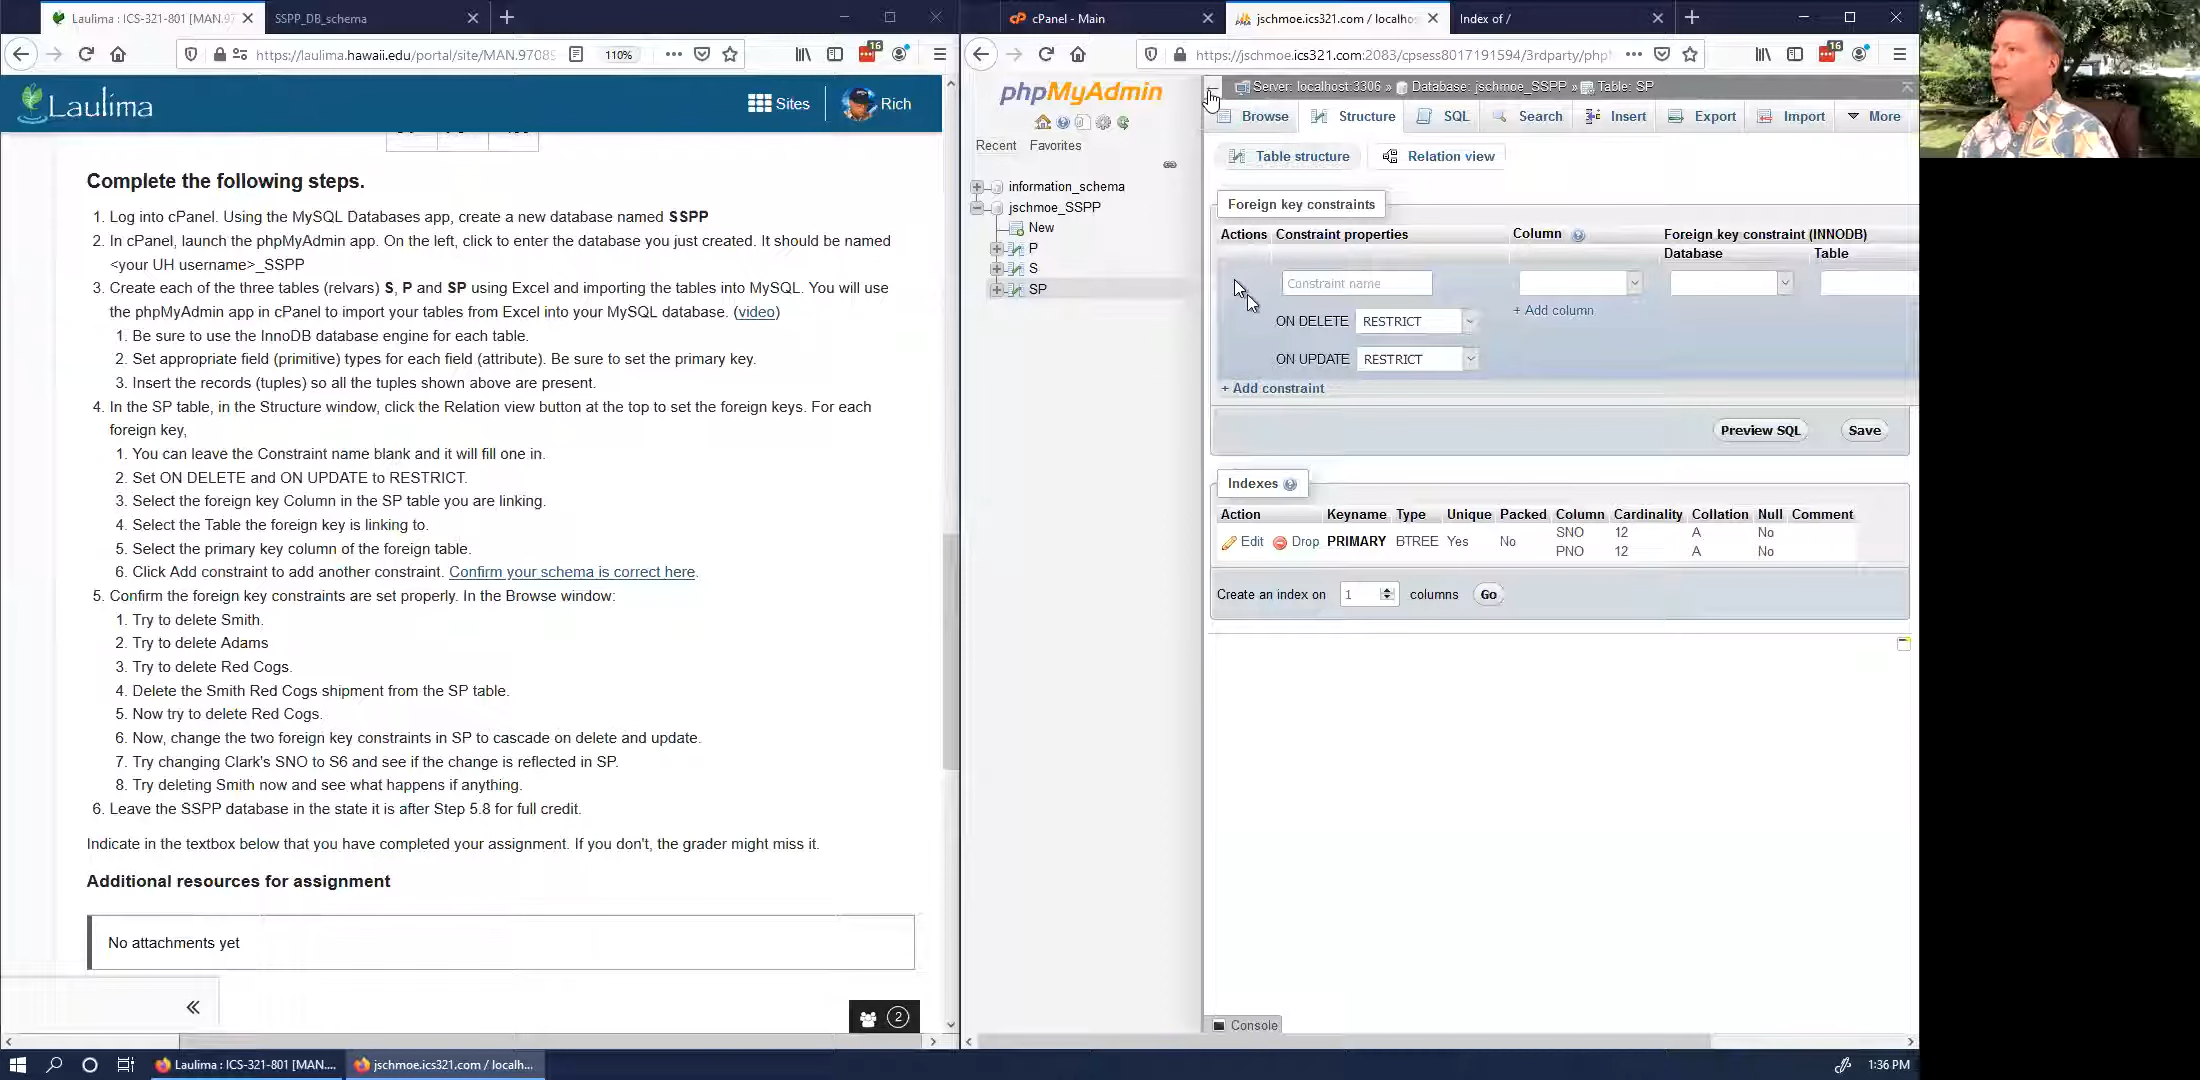 Laulima : ICS-321-801 [MAN.97
SSPP_DB_schema
https://laulima.hawaii.edu/portal/site/MAN.9708
110%
16
Laulima
Sites
Rich
Complete the following steps.
1. Log into cPanel. Using the MySQL Databases app, create a new database named SSPP
2. In cPanel, launch the phpMyAdmin app. On the left, click to enter the database you just created. It should be named
<your UH username>_SSPP
3. Create each of the three tables (relvars) S, P and SP using Excel and importing the tables into MySQL. You will use
the phpMyAdmin app in cPanel to import your tables from Excel into your MySQL database. (video)
1. Be sure to use the InnoDB database engine for each table.
2. Set appropriate field (primitive) types for each field (attribute). Be sure to set the primary key.
3. Insert the records (tuples) so all the tuples shown above are present.
4. In the SP table, in the Structure window, click the Relation view button at the top to set the foreign keys. For each
foreign key,
1. You can leave the Constraint name blank and it will fill one in.
2. Set ON DELETE and ON UPDATE to RESTRICT.
3. Select the foreign key Column in the SP table you are linking.
4. Select the Table the foreign key is linking to.
5. Select the primary key column of the foreign table.
6. Click Add constraint to add another constraint. Confirm your schema is correct here.
5. Confirm the foreign key constraints are set properly. In the Browse window:
1. Try to delete Smith.
2. Try to delete Adams
3. Try to delete Red Cogs.
4. Delete the Smith Red Cogs shipment from the SP table.
5. Now try to delete Red Cogs.
6. Now, change the two foreign key constraints in SP to cascade on delete and update.
7. Try changing Clark's SNO to S6 and see if the change is reflected in SP.
8. Try deleting Smith now and see what happens if anything.
6. Leave the SSPP database in the state it is after Step 5.8 for full credit.
Indicate in the textbox below that you have completed your assignment. If you don't, the grader might miss it.
Additional resources for assignment
No attachments yet
2
cPanel - Main
jschmoe.ics321.com / localhos
Index of /
https://jschmoe.ics321.com:2083/cpsess8017191594/3rdparty/php
16
phpMyAdmin
Recent Favorites
information_schema
jschmoe_SSPP
New
P
S
SP
Server: localhost:3306 » Database: jschmoe_SSPP » Table: SP
Browse Structure SQL Search Insert Export Import More
Table structure Relation view
Foreign key constraints
Actions Constraint properties Column Foreign key constraint (INNODB)
Database Table
Constraint name
+ Add column
ON DELETE RESTRICT
ON UPDATE RESTRICT
+ Add constraint
Preview SQL Save
Indexes
Action Keyname Type Unique Packed Column Cardinality Collation Null Comment
Edit Drop PRIMARY BTREE Yes No SNO 12 A No
PNO 12 A No
Create an index on 1 columns Go
Console
Laulima : ICS-321-801 [MAN....
jschmoe.ics321.com / localh...
1:36 PM